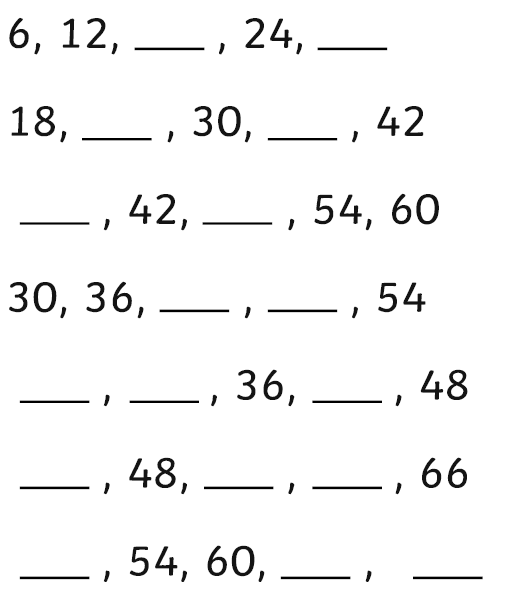 6, 12, ___ , 24, ___
18, ___ , 30, ___ , 42
___ , 42, ___ , 54, 60
30, 36, ___ , ___ , 54
___ , ___ , 36, ___ , 48
___ , 48, ___ , ___ , 66
___ , 54, 60, ___ , ___